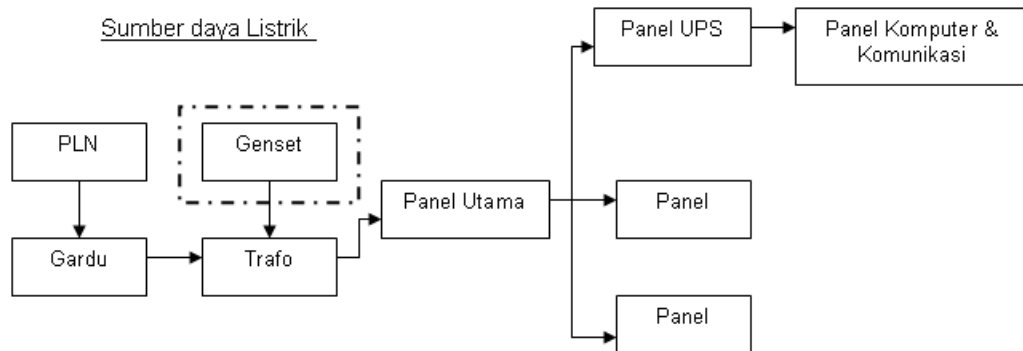 Sumber daya Listrik
Panel UPS
Panel Komputer &
Komunikasi
PLN
Genset
Panel Utama
Panel
Gardu
Trafo
Panel